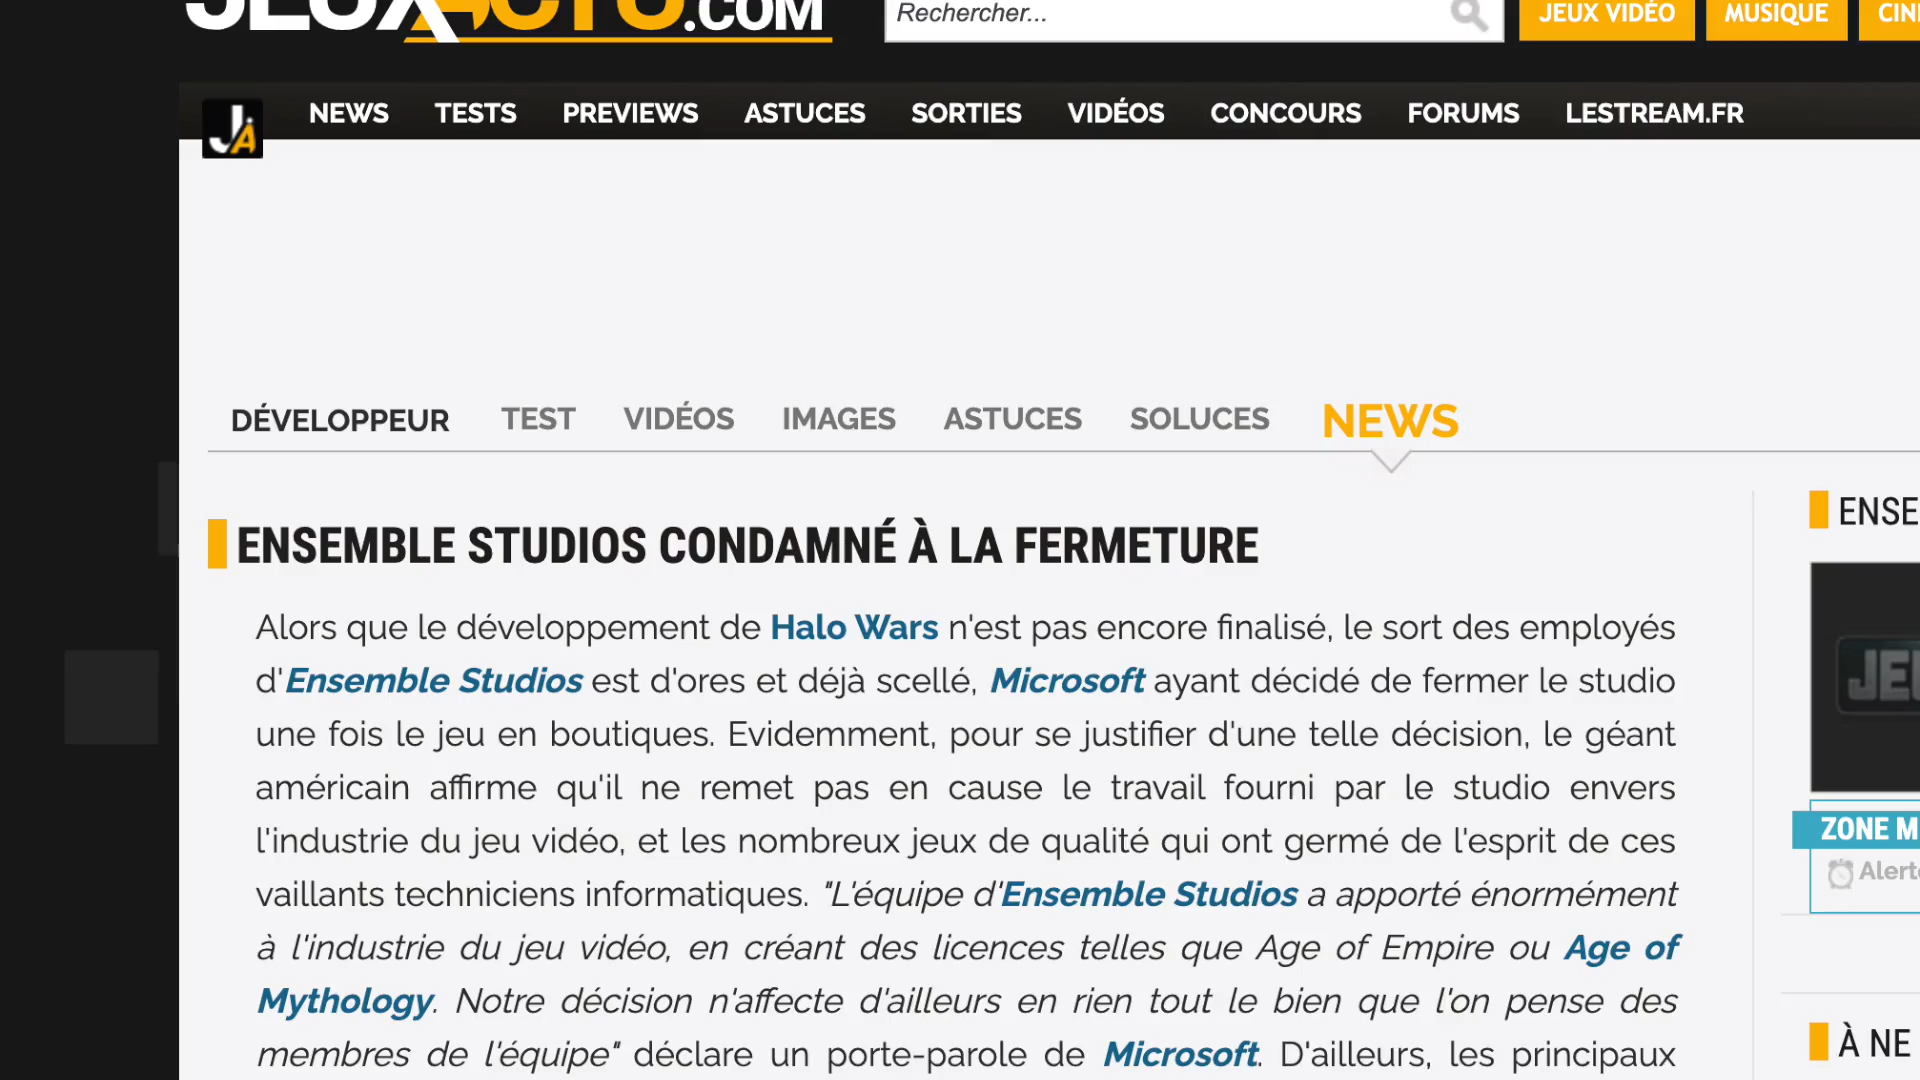 JEUXACTU.COM
Rechercher...
JEUX VIDÉO
MUSIQUE
JA
NEWS TESTS PREVIEWS ASTUCES SORTIES VIDÉOS CONCOURS FORUMS LESTREAM.FR
DÉVELOPPEUR TEST VIDÉOS IMAGES ASTUCES SOLUCES NEWS
ENSEMBLE STUDIOS CONDAMNÉ À LA FERMETURE
Alors que le développement de Halo Wars n'est pas encore finalisé, le sort des employés
d'Ensemble Studios est d'ores et déjà scellé, Microsoft ayant décidé de fermer le studio
une fois le jeu en boutiques. Evidemment, pour se justifier d'une telle décision, le géant
américain affirme qu'il ne remet pas en cause le travail fourni par le studio envers
l'industrie du jeu vidéo, et les nombreux jeux de qualité qui ont germé de l'esprit de ces
vaillants techniciens informatiques. "L'équipe d'Ensemble Studios a apporté énormément
à l'industrie du jeu vidéo, en créant des licences telles que Age of Empire ou Age of
Mythology. Notre décision n'affecte d'ailleurs en rien tout le bien que l'on pense des
membres de l'équipe" déclare un porte-parole de Microsoft. D'ailleurs, les principaux
ENSE
JE
ZONE M
Alert
À NE